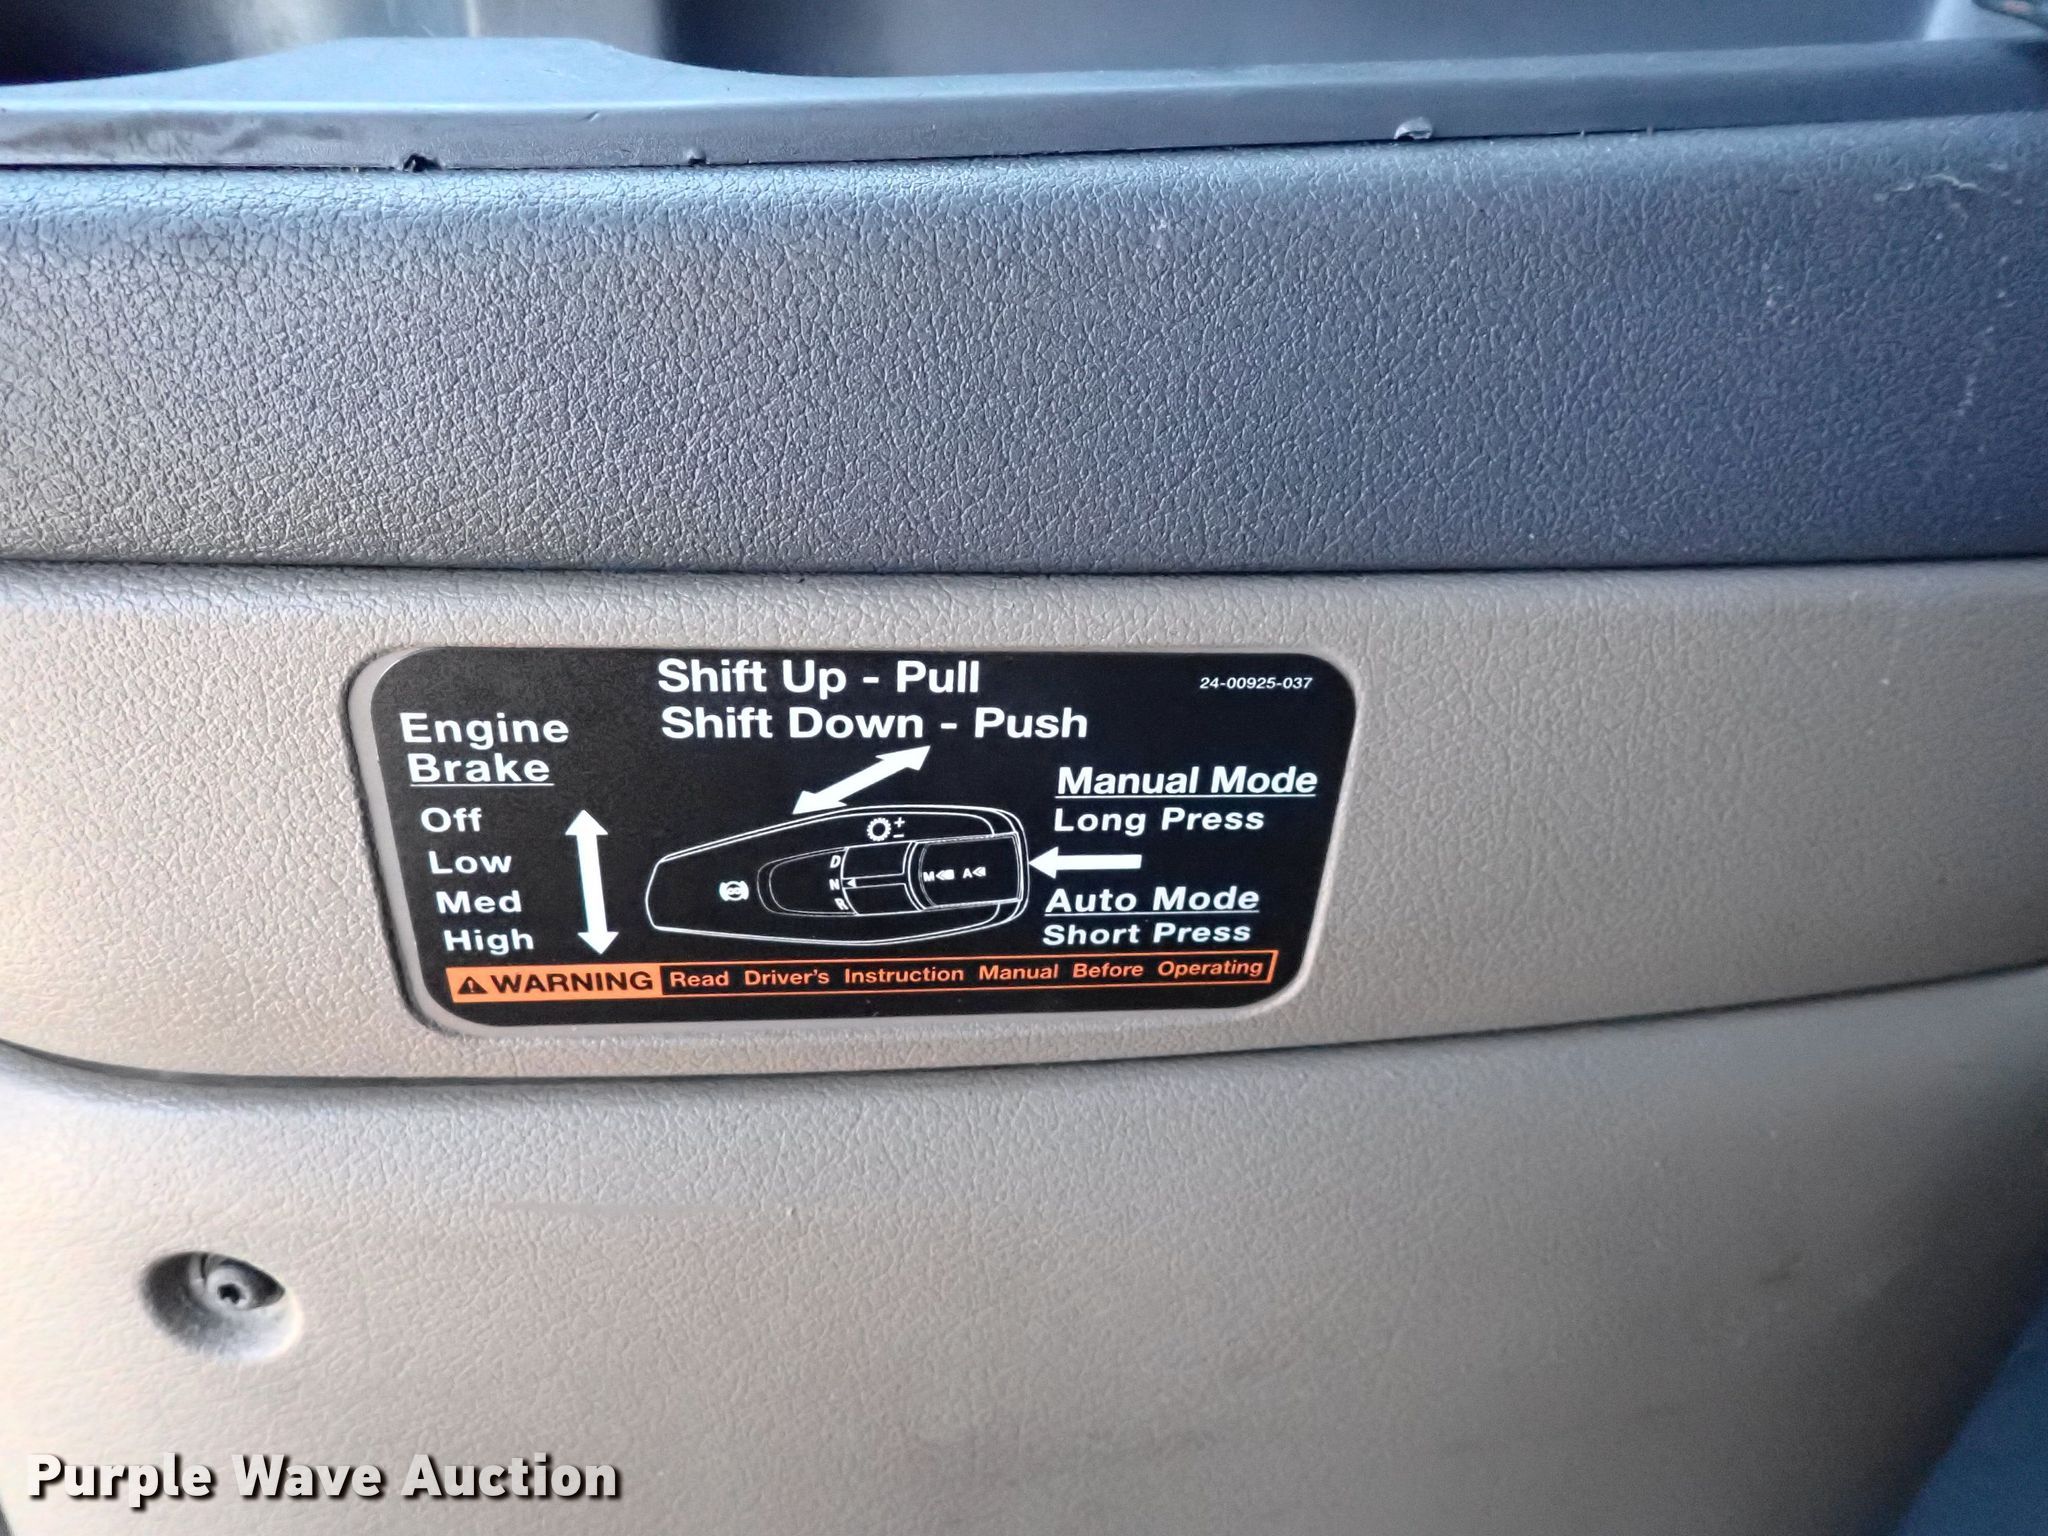 Shift Up - Pull
Shift Down - Push
24-00925-037
Engine
Brake
Off
Low
Med
High
Manual Mode
Long Press
Auto Mode
Short Press
D
N
R
M
A
+
-
WARNING Read Driver's Instruction Manual Before Operating
Purple Wave Auction